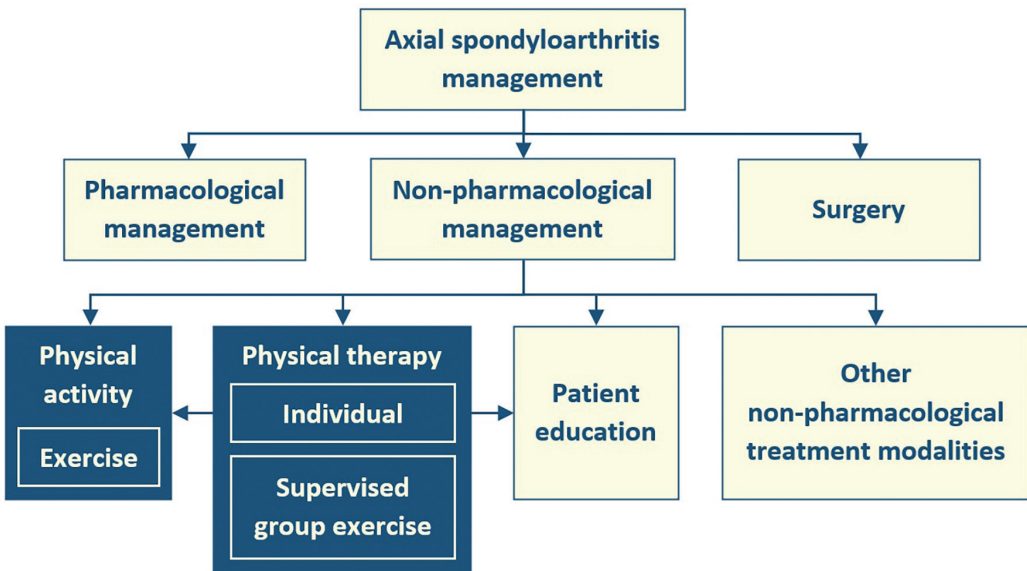 Axial spondyloarthritis
management
Pharmacological
management
Non-pharmacological
management
Surgery
Physical
activity
Exercise
Physical therapy
Individual
Supervised
group exercise
Patient
education
Other
non-pharmacological
treatment modalities